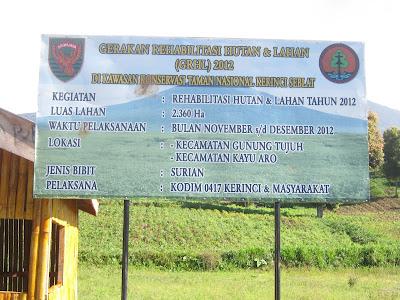 GERAKAN REHABILITASI HUTAN & LAHAN
(GRHL) 2012
DI KAWASAN KONSERVASI TAMAN NASIONAL KERINCI SEBLAT
KEGIATAN : REHABILITASI HUTAN & LAHAN TAHUN 2012
LUAS LAHAN : 2.360 Ha
WAKTU PELAKSANAAN : BULAN NOVEMBER s/d DESEMBER 2012
LOKASI : - KECAMATAN GUNUNG TUJUH
- KECAMATAN KAYU ARO
JENIS BIBIT : SURIAN
PELAKSANA : KODIM 0417 KERINCI & MASYARAKAT